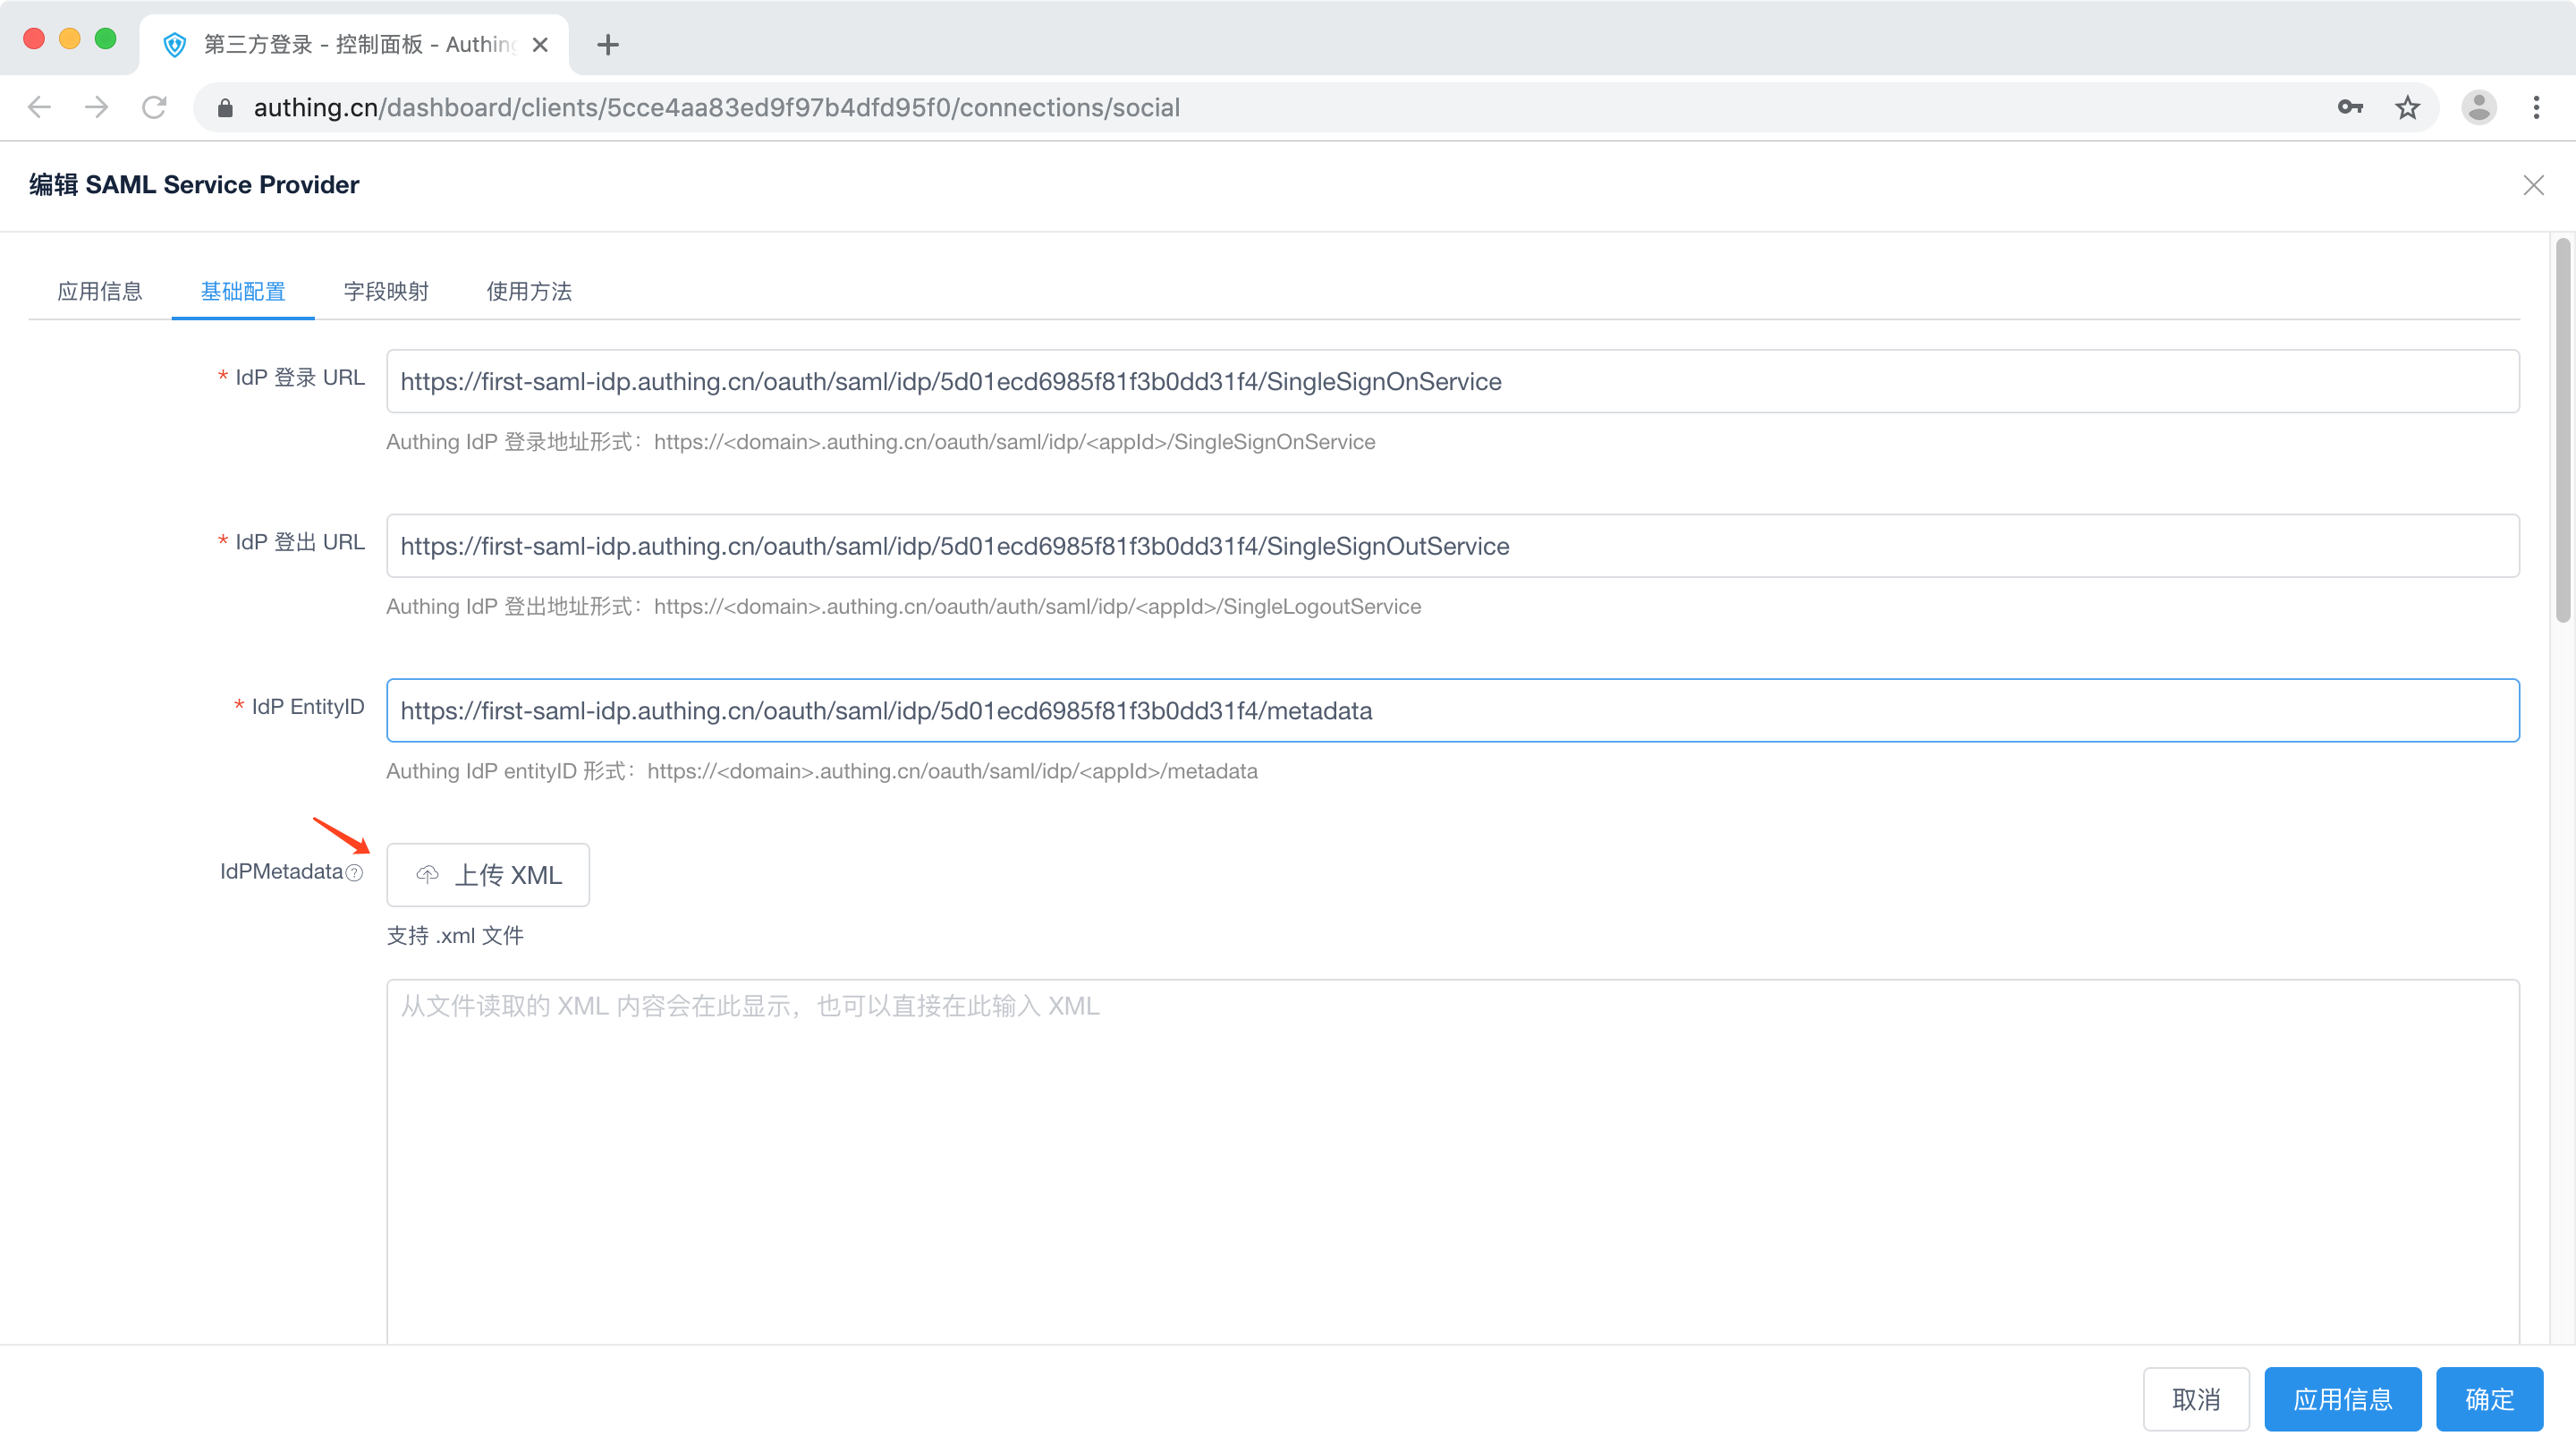 第三方登录 - 控制面板 - Authing
authing.cn/dashboard/clients/5cce4aa83ed9f97b4dfd95f0/connections/social
编辑 SAML Service Provider
应用信息 基础配置 字段映射 使用方法
* IdP 登录 URL https://first-saml-idp.authing.cn/oauth/saml/idp/5d01ecd6985f81f3b0dd31f4/SingleSignOnService
Authing IdP 登录地址形式：https://<domain>.authing.cn/oauth/saml/idp/<appId>/SingleSignOnService
* IdP 登出 URL https://first-saml-idp.authing.cn/oauth/saml/idp/5d01ecd6985f81f3b0dd31f4/SingleSignOutService
Authing IdP 登出地址形式：https://<domain>.authing.cn/oauth/auth/saml/idp/<appId>/SingleLogoutService
* IdP EntityID https://first-saml-idp.authing.cn/oauth/saml/idp/5d01ecd6985f81f3b0dd31f4/metadata
Authing IdP entityID 形式：https://<domain>.authing.cn/oauth/saml/idp/<appId>/metadata
IdPMetadata? 上传 XML
支持 .xml 文件
从文件读取的 XML 内容会在此显示，也可以直接在此输入 XML
取消 应用信息 确定